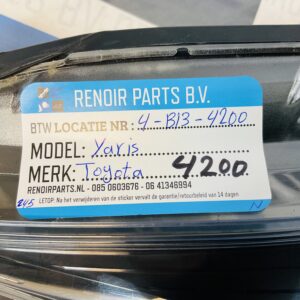 RENOIR PARTS B.V.
BTW LOCATIE NR: 4-B13-4200
MODEL: Yaris
MERK: Toyota 4200
RENOIRPARTS.NL - 085 0603676 - 06 41346994
LETOP: Na het verwijderen van de sticker vervalt de garantie/retourbeleid van 14 dagen
245 N